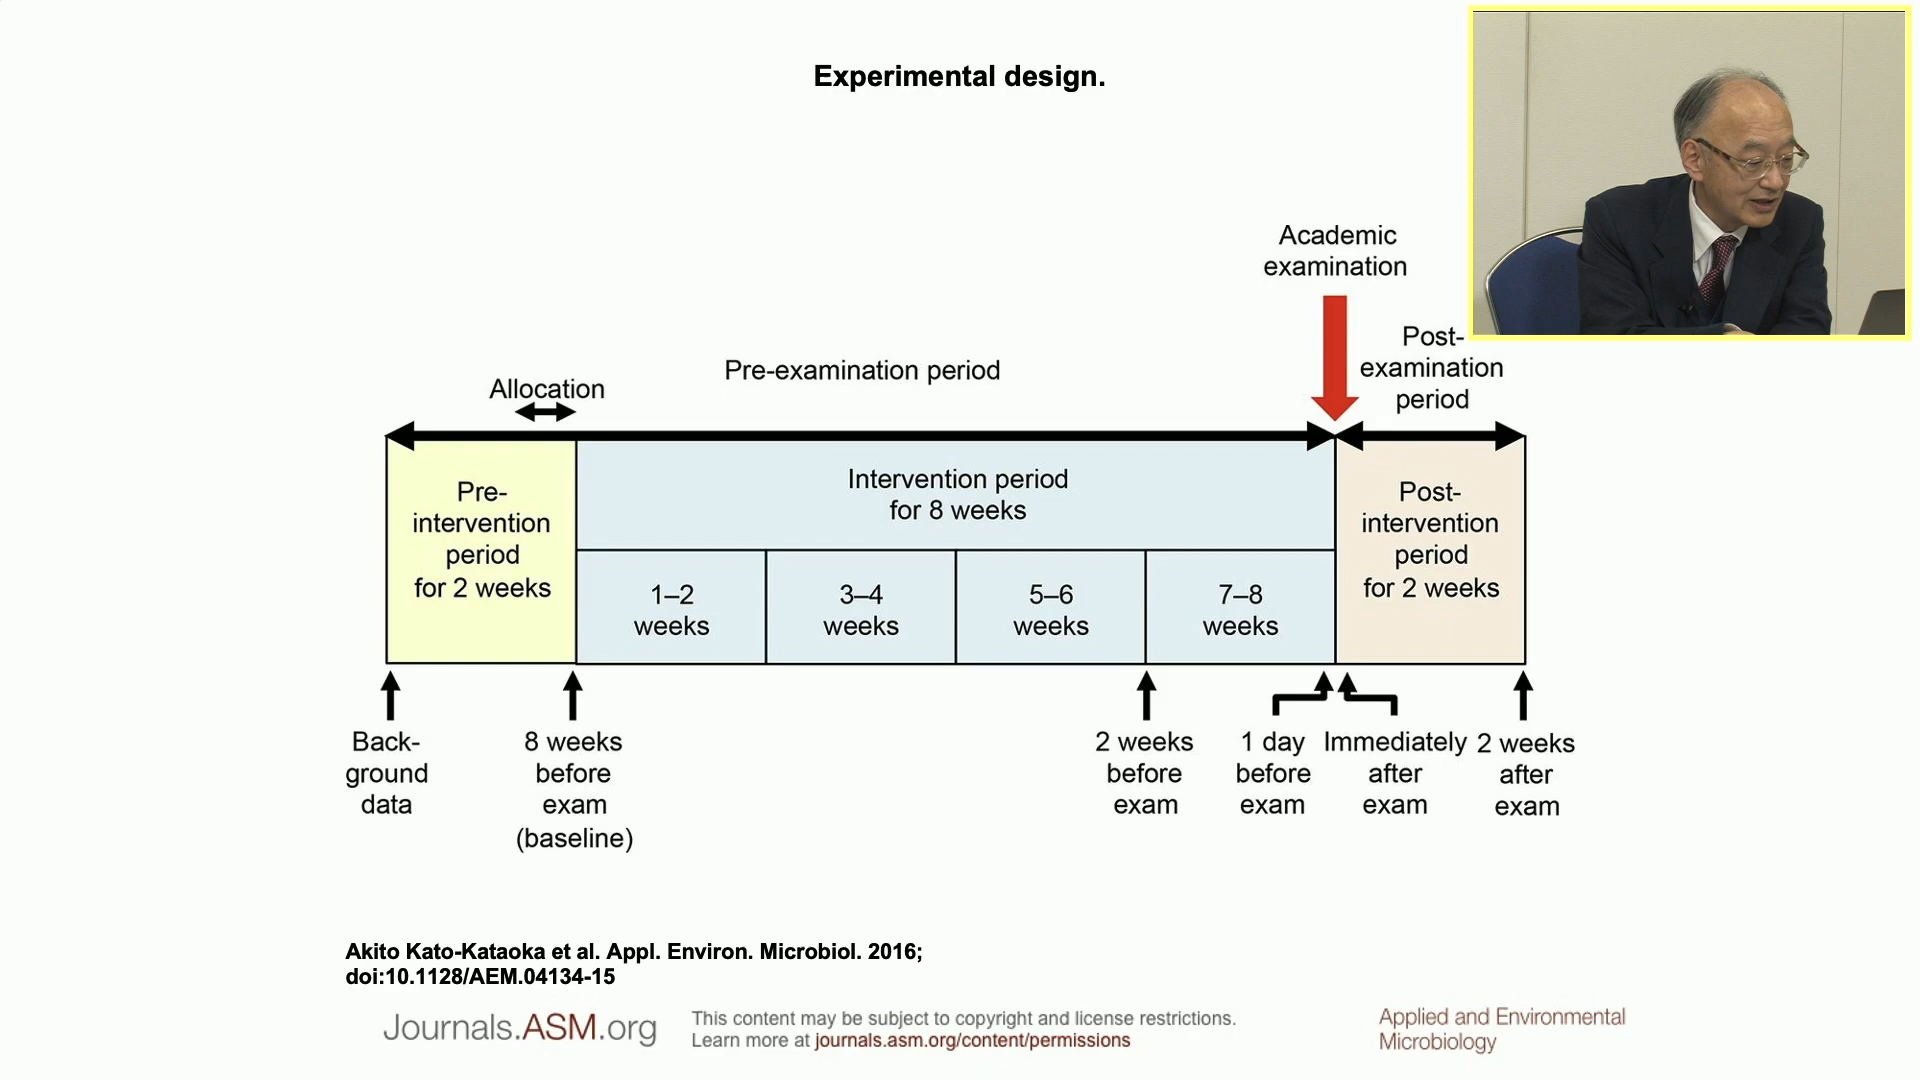 Experimental design.
Academic
examination
Post-
examination
period
Pre-examination period
Allocation
Pre-
intervention
period
for 2 weeks
Intervention period
for 8 weeks
1–2
weeks
3–4
weeks
5–6
weeks
7–8
weeks
Post-
intervention
period
for 2 weeks
Back-
ground
data
8 weeks
before
exam
(baseline)
2 weeks
before
exam
1 day
before
exam
Immediately
after
exam
2 weeks
after
exam
Akito Kato-Kataoka et al. Appl. Environ. Microbiol. 2016;
doi:10.1128/AEM.04134-15
Journals.ASM.org
This content may be subject to copyright and license restrictions.
Learn more at journals.asm.org/content/permissions
Applied and Environmental
Microbiology